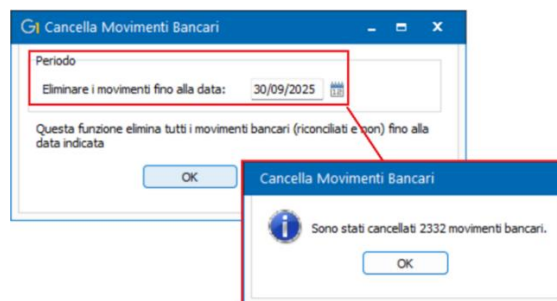 GI Cancella Movimenti Bancari
Periodo
Eliminare i movimenti fino alla data: 30/09/2025
Questa funzione elimina tutti i movimenti bancari (riconciliati e non) fino alla
data indicata
OK
Cancella Movimenti Bancari
Sono stati cancellati 2332 movimenti bancari.
OK